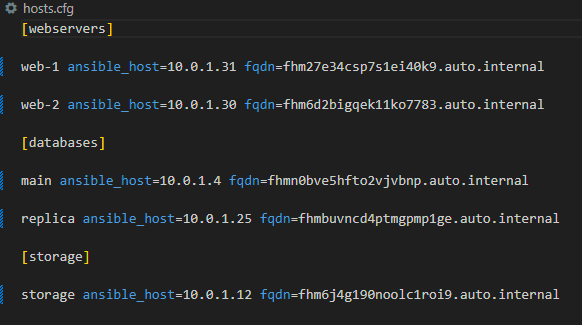 hosts.cfg
[webservers]
web-1 ansible_host=10.0.1.31 fqdn=fhm27e34csp7s1ei40k9.auto.internal
web-2 ansible_host=10.0.1.30 fqdn=fhm6d2bigqek11ko7783.auto.internal
[databases]
main ansible_host=10.0.1.4 fqdn=fhmn0bve5hfto2vjvbnp.auto.internal
replica ansible_host=10.0.1.25 fqdn=fhmbuvncd4ptmgpmp1ge.auto.internal
[storage]
storage ansible_host=10.0.1.12 fqdn=fhm6j4g190noolc1roi9.auto.internal